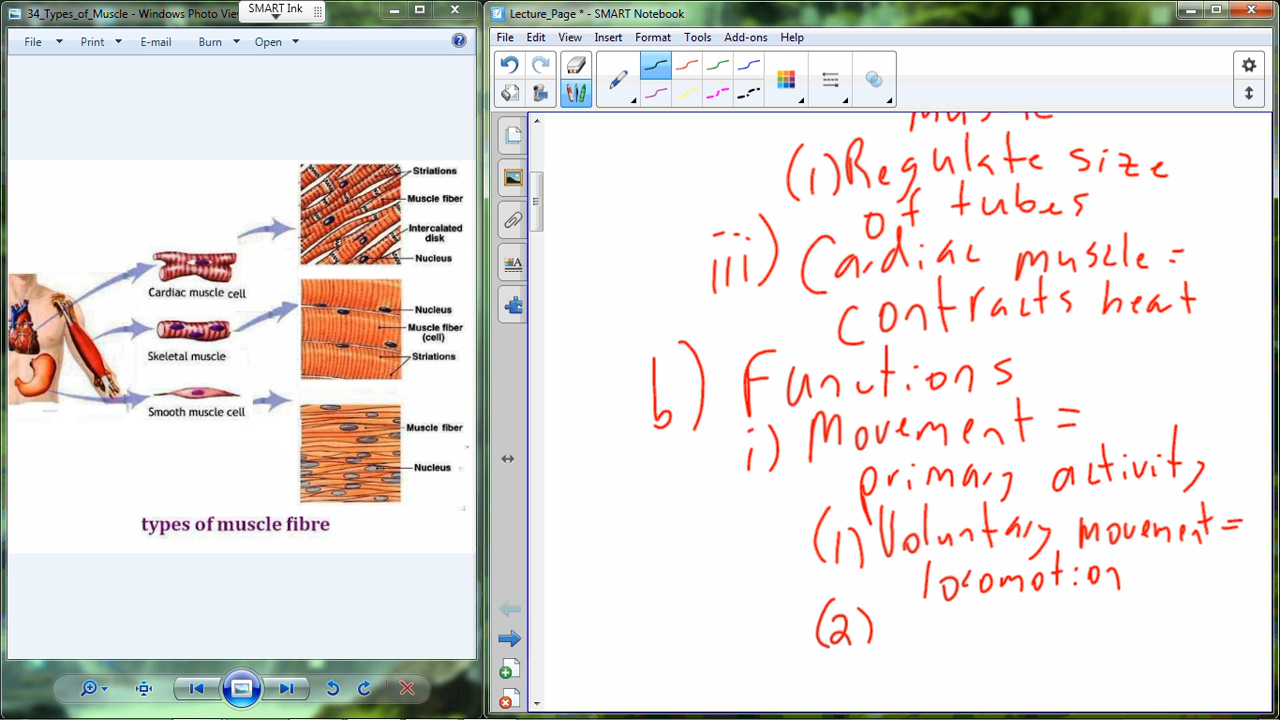 34_Types_of_Muscle - Windows Photo Vie
SMART Ink
File Print E-mail Burn Open
Striations
Muscle fiber
Intercalated
disk
Nucleus
Cardiac muscle cell
Nucleus
Muscle fiber
(cell)
Striations
Skeletal muscle
Smooth muscle cell
Muscle fiber
Nucleus
types of muscle fibre
Lecture_Page * - SMART Notebook
File Edit View Insert Format Tools Add-ons Help
(1) Regulate size
of tubes
iii) Cardiac muscle =
contracts heart
b) Functions
i) Movement =
primary activity
(1) Voluntary movement =
locomotion
(2)